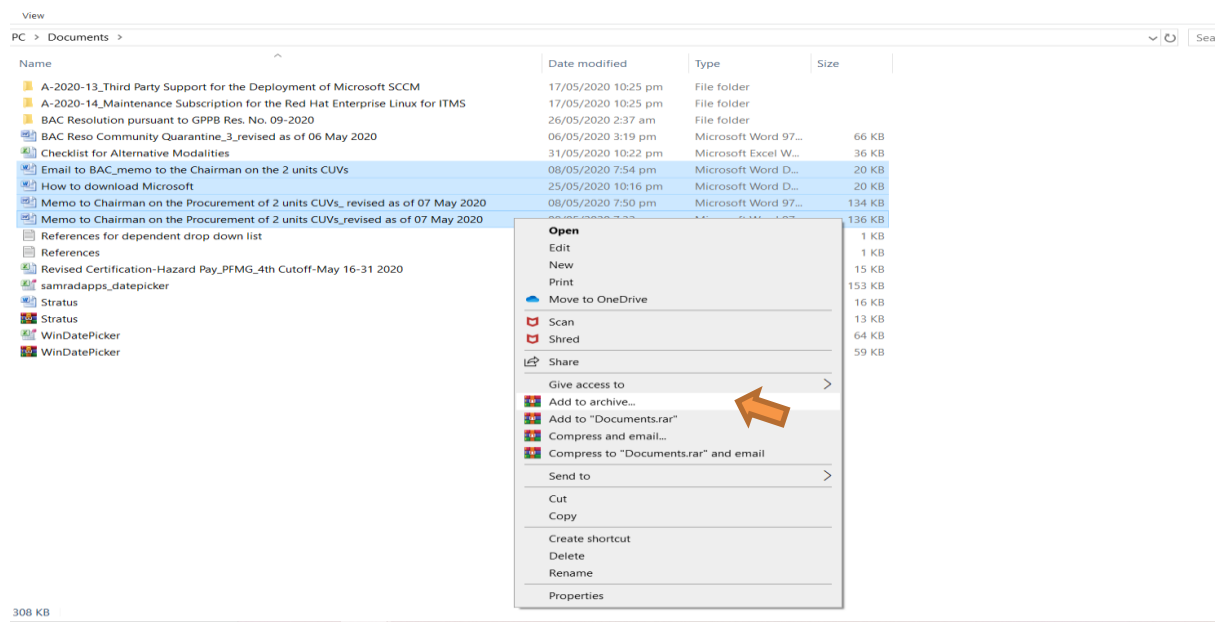 View
PC > Documents >
Sea
Name Date modified Type Size
A-2020-13_Third Party Support for the Deployment of Microsoft SCCM 17/05/2020 10:25 pm File folder
A-2020-14_Maintenance Subscription for the Red Hat Enterprise Linux for ITMS 17/05/2020 10:25 pm File folder
BAC Resolution pursuant to GPPB Res. No. 09-2020 26/05/2020 2:37 am File folder
BAC Reso Community Quarantine_3_revised as of 06 May 2020 06/05/2020 3:19 pm Microsoft Word 97... 66 KB
Checklist for Alternative Modalities 31/05/2020 10:22 pm Microsoft Excel W... 36 KB
Email to BAC_memo to the Chairman on the 2 units CUVs 08/05/2020 7:54 pm Microsoft Word D... 20 KB
How to download Microsoft 25/05/2020 10:16 pm Microsoft Word D... 20 KB
Memo to Chairman on the Procurement of 2 units CUVs_ revised as of 07 May 2020 08/05/2020 7:50 pm Microsoft Word 97... 134 KB
Memo to Chairman on the Procurement of 2 units CUVs_revised as of 07 May 2020 136 KB
References for dependent drop down list 1 KB
References 1 KB
Revised Certification-Hazard Pay_PFMG_4th Cutoff-May 16-31 2020 15 KB
samradapps_datepicker 153 KB
Stratus 16 KB
Stratus 13 KB
WinDatePicker 64 KB
WinDatePicker 59 KB
Open
Edit
New
Print
Move to OneDrive
Scan
Shred
Share
Give access to
Add to archive...
Add to "Documents.rar"
Compress and email...
Compress to "Documents.rar" and email
Send to
Cut
Copy
Create shortcut
Delete
Rename
Properties
308 KB